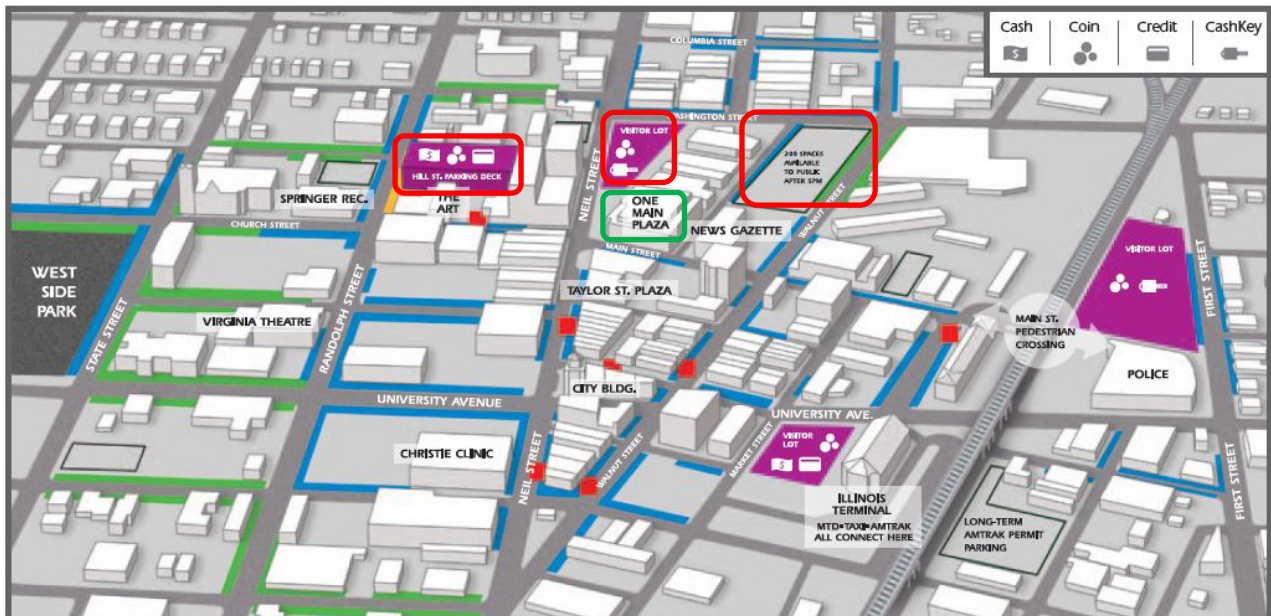 Cash
Coin
Credit
CashKey
$
COLUMBIA STREET
WASHINGTON STREET
VISITOR LOT
$
HILL ST. PARKING DECK
200 SPACES
AVAILABLE
TO PUBLIC
AFTER 5PM
NEIL STREET
SPRINGER REC.
THE
ART
ONE
MAIN
PLAZA
NEWS GAZETTE
WALNUT STREET
CHURCH STREET
MAIN STREET
VISITOR LOT
FIRST STREET
WEST
SIDE
PARK
STATE STREET
RANDOLPH STREET
TAYLOR ST. PLAZA
VIRGINIA THEATRE
MAIN ST.
PEDESTRIAN
CROSSING
POLICE
CITY BLDG.
UNIVERSITY AVENUE
UNIVERSITY AVE.
CHRISTIE CLINIC
NEIL STREET
WALNUT STREET
MARKET STREET
VISITOR
LOT
$
ILLINOIS
TERMINAL
MTD•TAXI•AMTRAK
ALL CONNECT HERE
LONG-TERM
AMTRAK PERMIT
PARKING
FIRST STREET